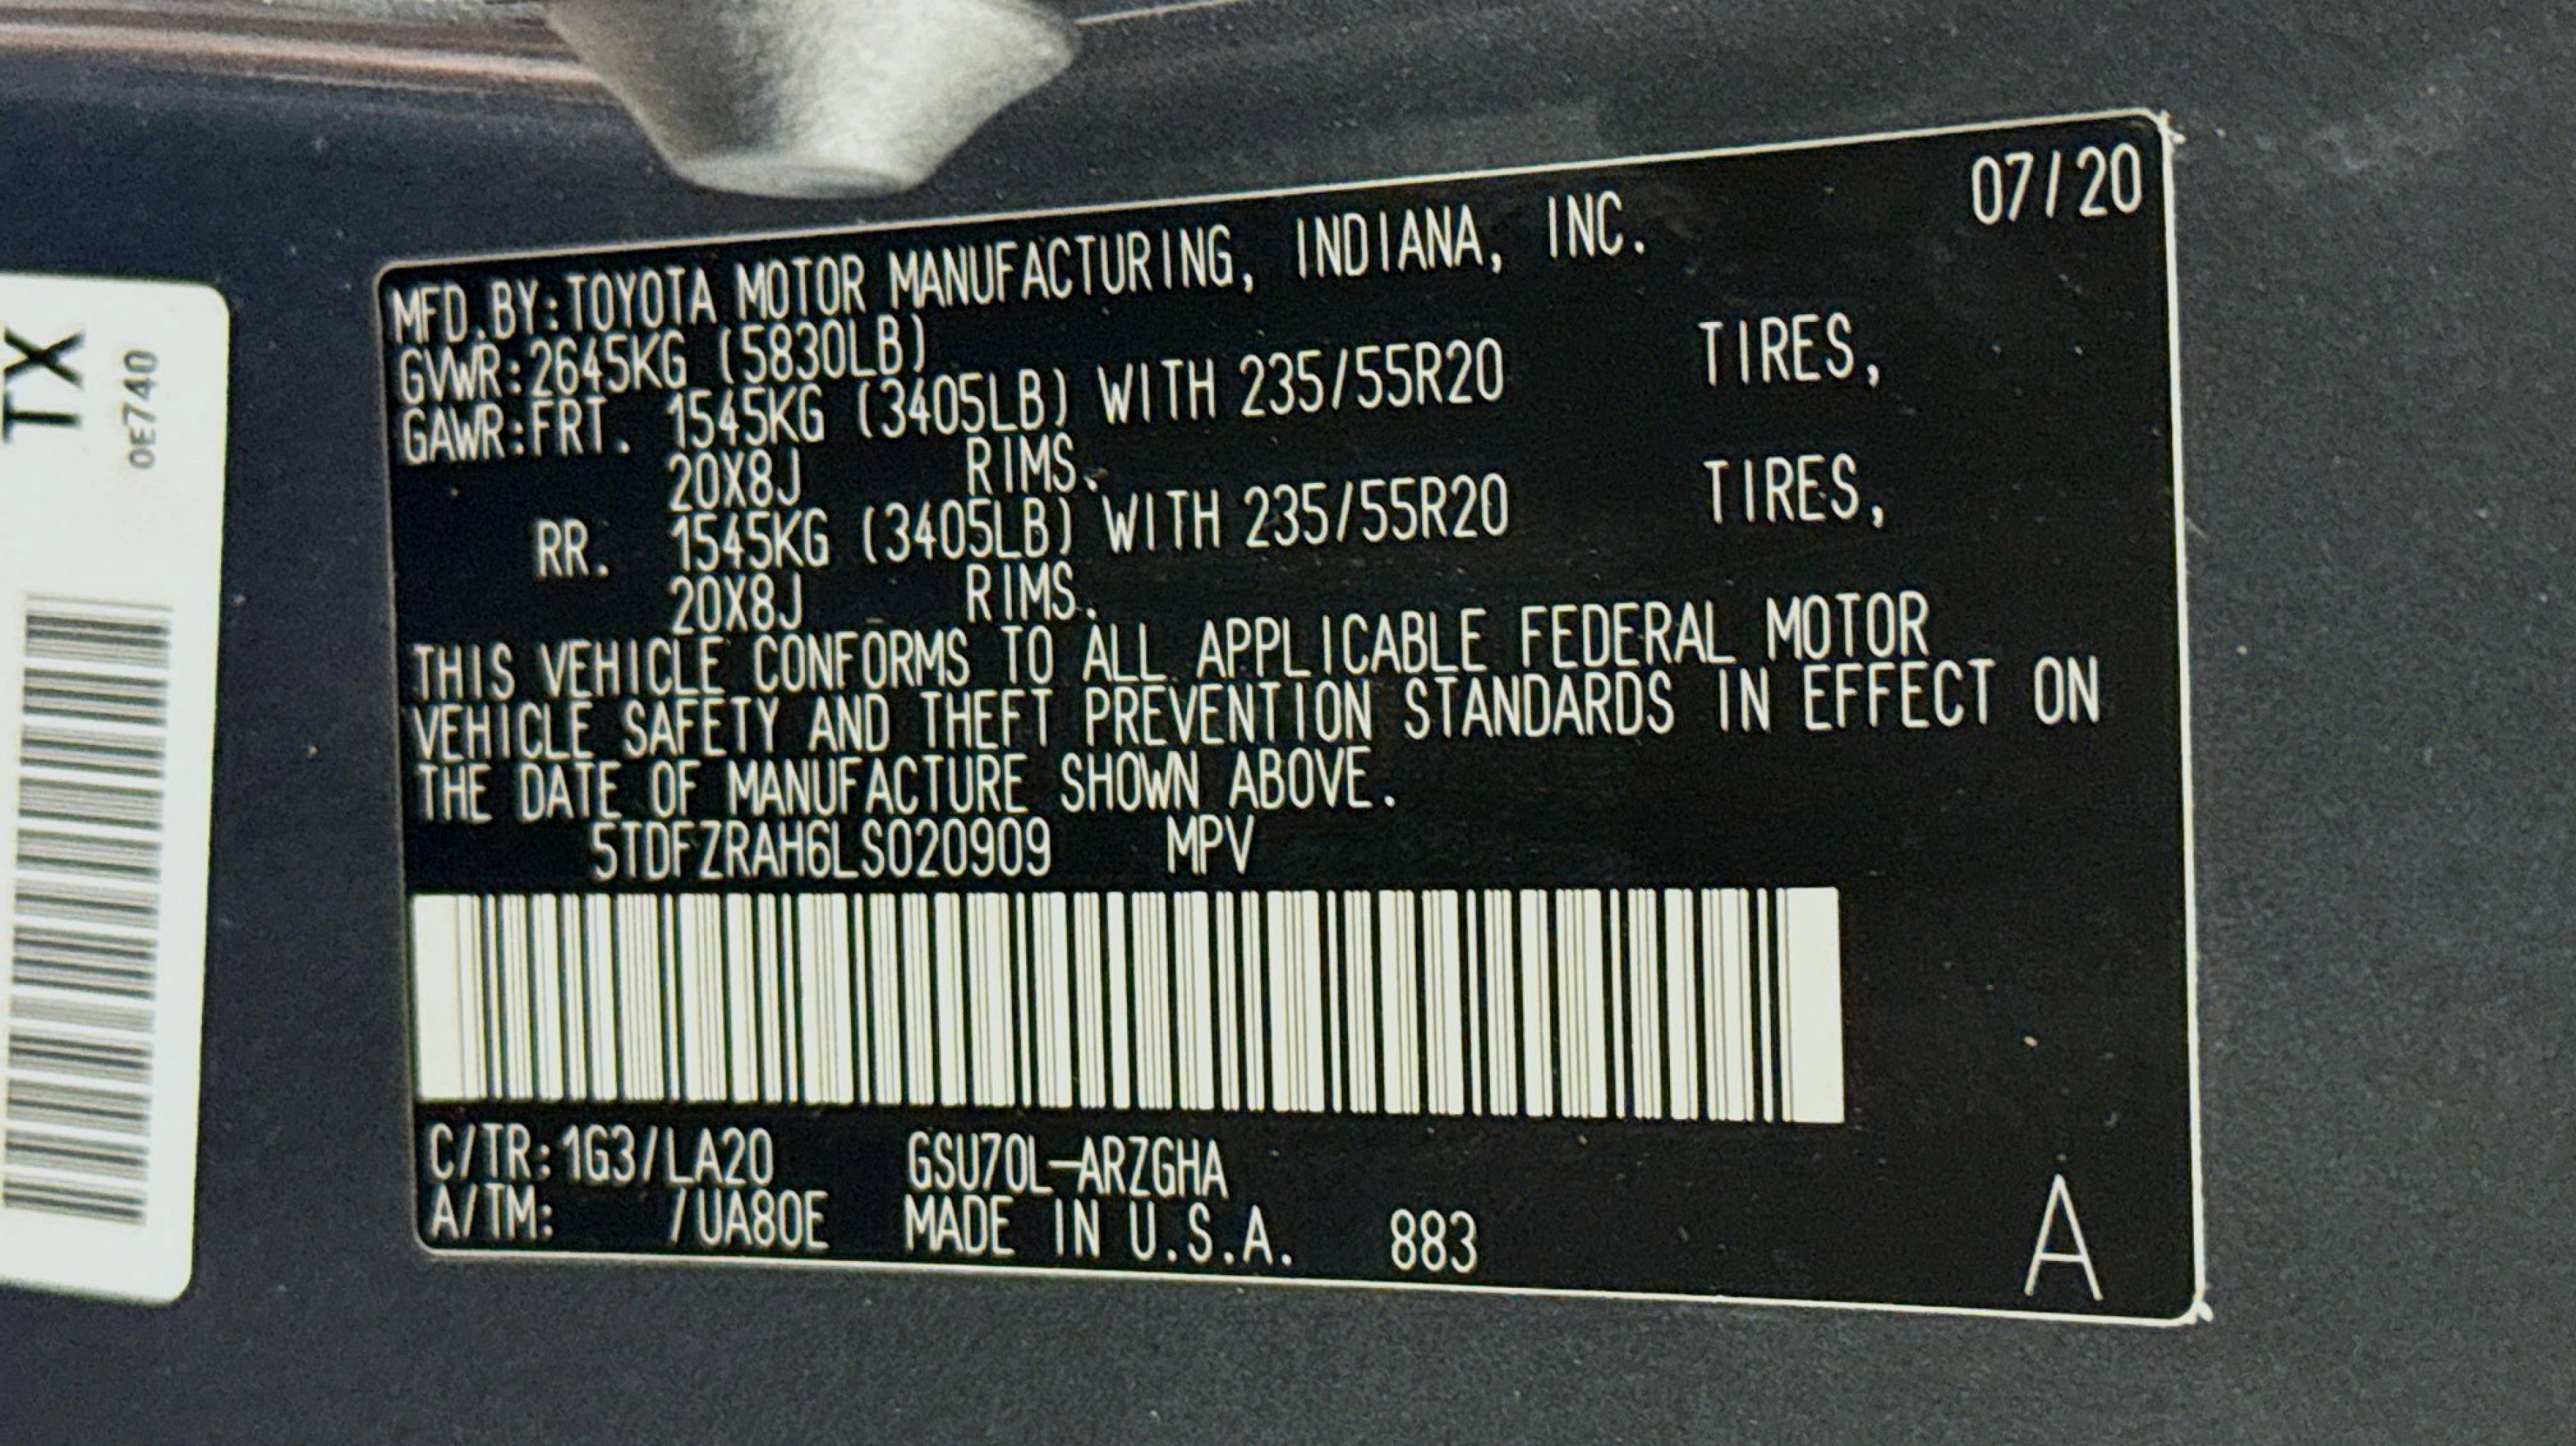 TX
0E740
07/20
MFD.BY:TOYOTA MOTOR MANUFACTURING, INDIANA, INC.
GVWR:2645KG (5830LB)
GAWR:FRT. 1545KG (3405LB) WITH 235/55R20 TIRES,
20X8J RIMS.
RR. 1545KG (3405LB) WITH 235/55R20 TIRES,
20X8J RIMS.
THIS VEHICLE CONFORMS TO ALL APPLICABLE FEDERAL MOTOR
VEHICLE SAFETY AND THEFT PREVENTION STANDARDS IN EFFECT ON
THE DATE OF MANUFACTURE SHOWN ABOVE.
5TDFZRAH6LS020909 MPV
C/TR:1G3/LA20 GSU70L-ARZGHA
A/TM: /UA80E MADE IN U.S.A. 883
A